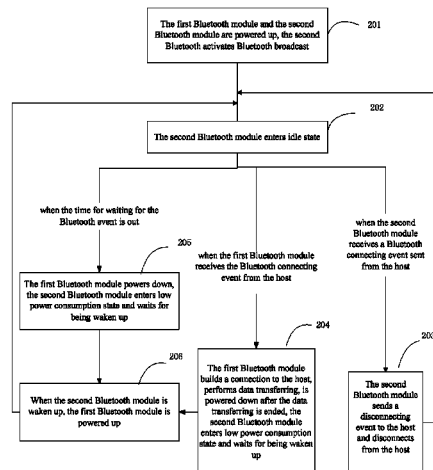 The first Bluetooth module and the second
Bluetooth module are powered up, the second
Bluetooth activates Bluetooth broadcast
201
202
The second Bluetooth module enters idle state
when the time for waiting for the
Bluetooth event is out
when the first Bluetooth module
receives the Bluetooth connecting
event from the host
when the second
Bluetooth module
receives a Bluetooth
connecting event sent
from the host
205
The first Bluetooth module powers down,
the second Bluetooth module enters low
power consumption state and waits for
being waken up
206
When the second Bluetooth module is
waken up, the first Bluetooth module is
powered up
204
The first Bluetooth module
builds a connection to the host,
performs data transferring, is
powered down after the data
transferring is ended, the
second Bluetooth module
enters low power consumption
state and waits for being waken
up
The second
Bluetooth module
sends a
disconnecting
event to the host
and disconnects
from the host